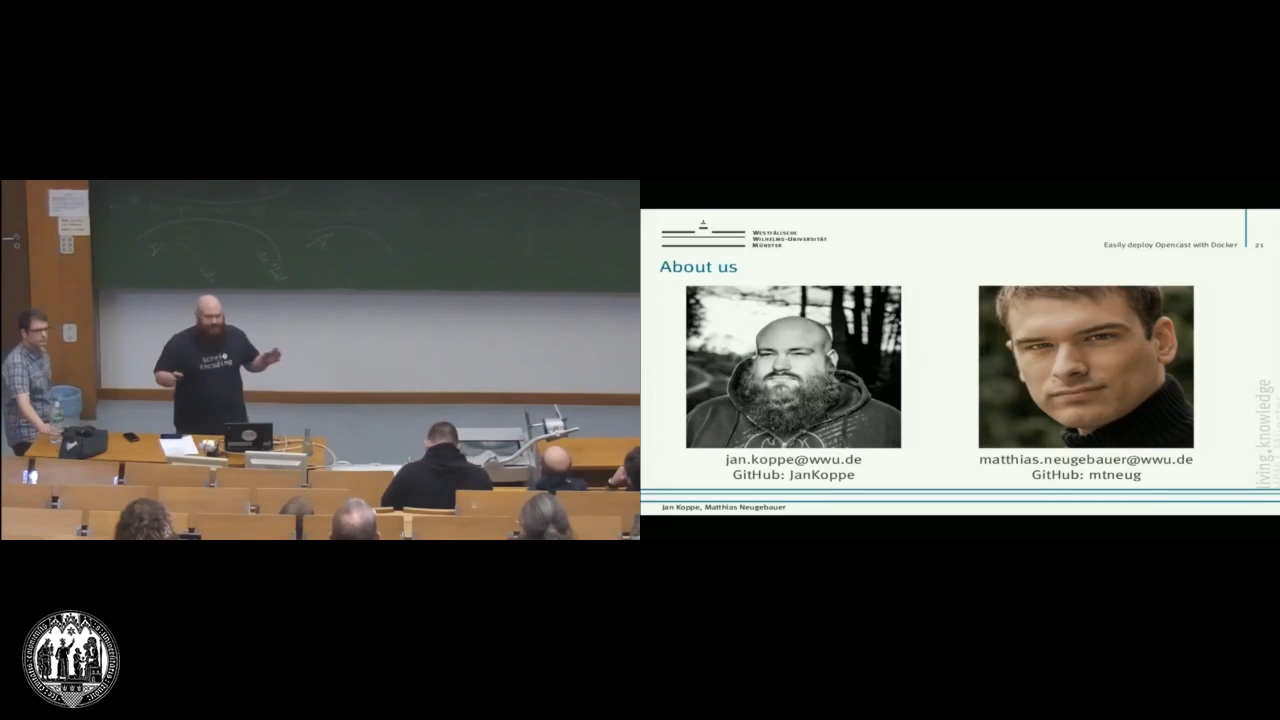 WESTFÄLISCHE
WILHELMS-UNIVERSITÄT
MÜNSTER
Easily deploy Opencast with Docker
21
About us
jan.koppe@wwu.de
GitHub: JanKoppe
matthias.neugebauer@wwu.de
GitHub: mtneug
living.knowledge
Jan Koppe, Matthias Neugebauer